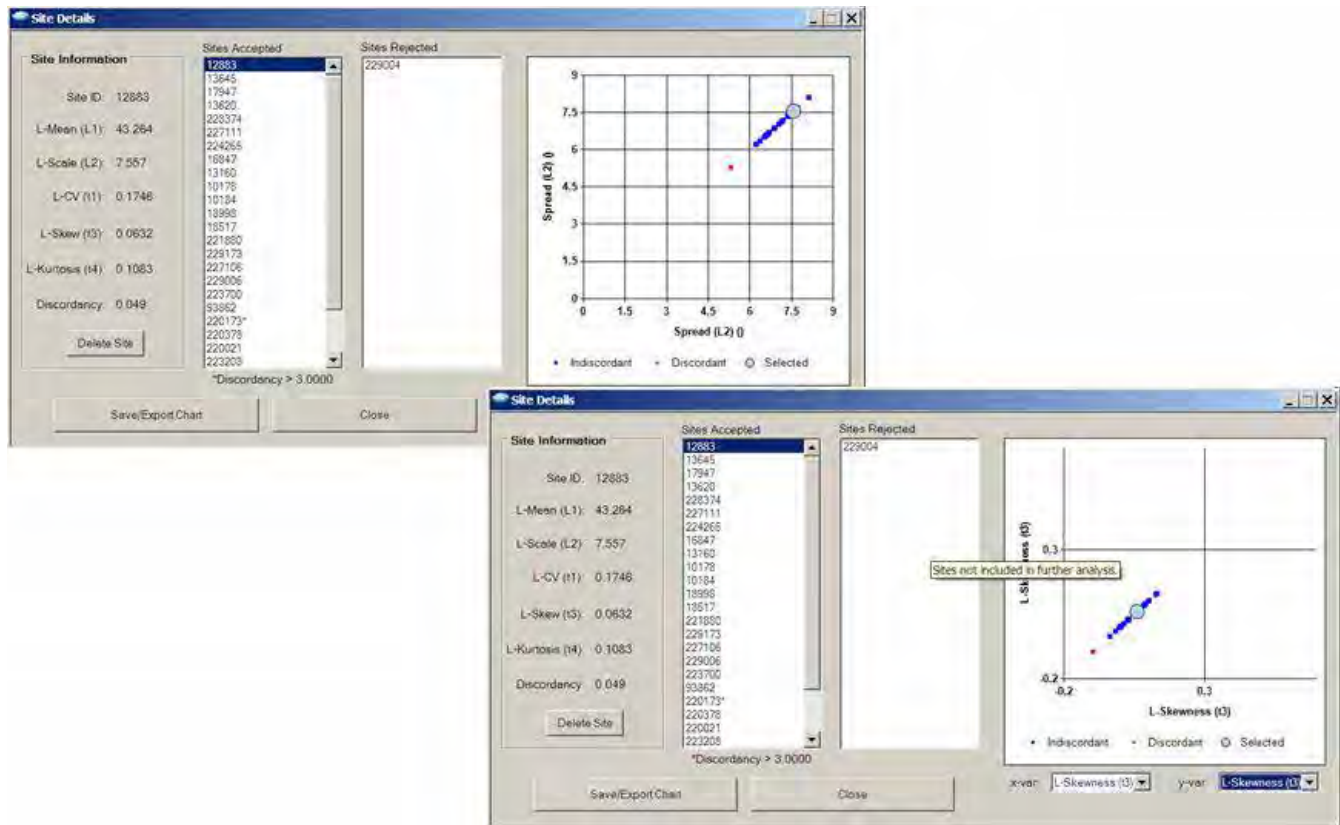 Site Details
Site Information
Site ID: 12883
L-Mean (L1): 43.264
L-Scale (L2): 7.557
L-CV (t1): 0.1746
L-Skew (t3): 0.0632
L-Kurtosis (t4): 0.1083
Discordancy: 0.049
Delete Site
Sites Accepted
12883
13645
17947
13620
228374
227111
224265
16847
13160
10178
10184
18998
18517
221880
229173
227106
229006
223700
93862
220173*
220378
220021
223208
*Discordancy > 3.0000
Sites Rejected
229004
9
7.5
6
4.5
3
1.5
0
Spread (L2) ()
0 1.5 3 4.5 6 7.5 9
Spread (L2) ()
Indiscordant Discordant Selected
Save/Export Chart
Close
Site Details
Site Information
Site ID: 12883
L-Mean (L1): 43.264
L-Scale (L2): 7.557
L-CV (t1): 0.1746
L-Skew (t3): 0.0632
L-Kurtosis (t4): 0.1083
Discordancy: 0.049
Delete Site
Sites Accepted
12883
13645
17947
13620
228374
227111
224265
16847
13160
10178
10184
18998
18517
221880
229173
227106
229006
223700
93862
220173*
220378
220021
223208
*Discordancy > 3.0000
Sites Rejected
229004
Sites not included in further analysis.
0.3
-0.2
L-Skewness (t3)
-0.2 0.3
L-Skewness (t3)
Indiscordant Discordant Selected
x-var: L-Skewness (t3) y-var: L-Skewness (t3)
Save/Export Chart
Close